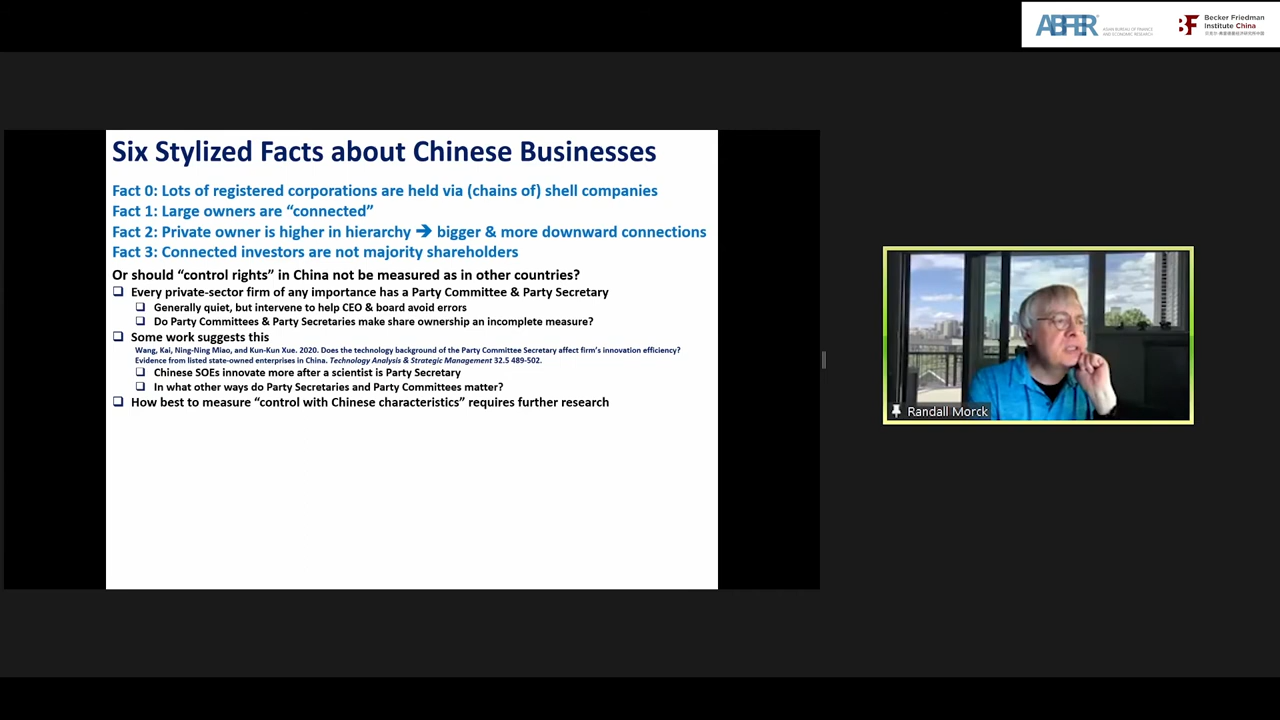 ABFER
ASIAN BUREAU OF FINANCE
AND ECONOMIC RESEARCH
BF
Becker Friedman
Institute China
Six Stylized Facts about Chinese Businesses
Fact 0: Lots of registered corporations are held via (chains of) shell companies
Fact 1: Large owners are “connected”
Fact 2: Private owner is higher in hierarchy ➔ bigger & more downward connections
Fact 3: Connected investors are not majority shareholders
Or should “control rights” in China not be measured as in other countries?
❑ Every private-sector firm of any importance has a Party Committee & Party Secretary
❑ Generally quiet, but intervene to help CEO & board avoid errors
❑ Do Party Committees & Party Secretaries make share ownership an incomplete measure?
❑ Some work suggests this
Wang, Kai, Ning-Ning Miao, and Kun-Kun Xue. 2020. Does the technology background of the Party Committee Secretary affect firm’s innovation efficiency?
Evidence from listed state-owned enterprises in China. Technology Analysis & Strategic Management 32.5 489-502.
❑ Chinese SOEs innovate more after a scientist is Party Secretary
❑ In what other ways do Party Secretaries and Party Committees matter?
❑ How best to measure “control with Chinese characteristics” requires further research
Randall Morck